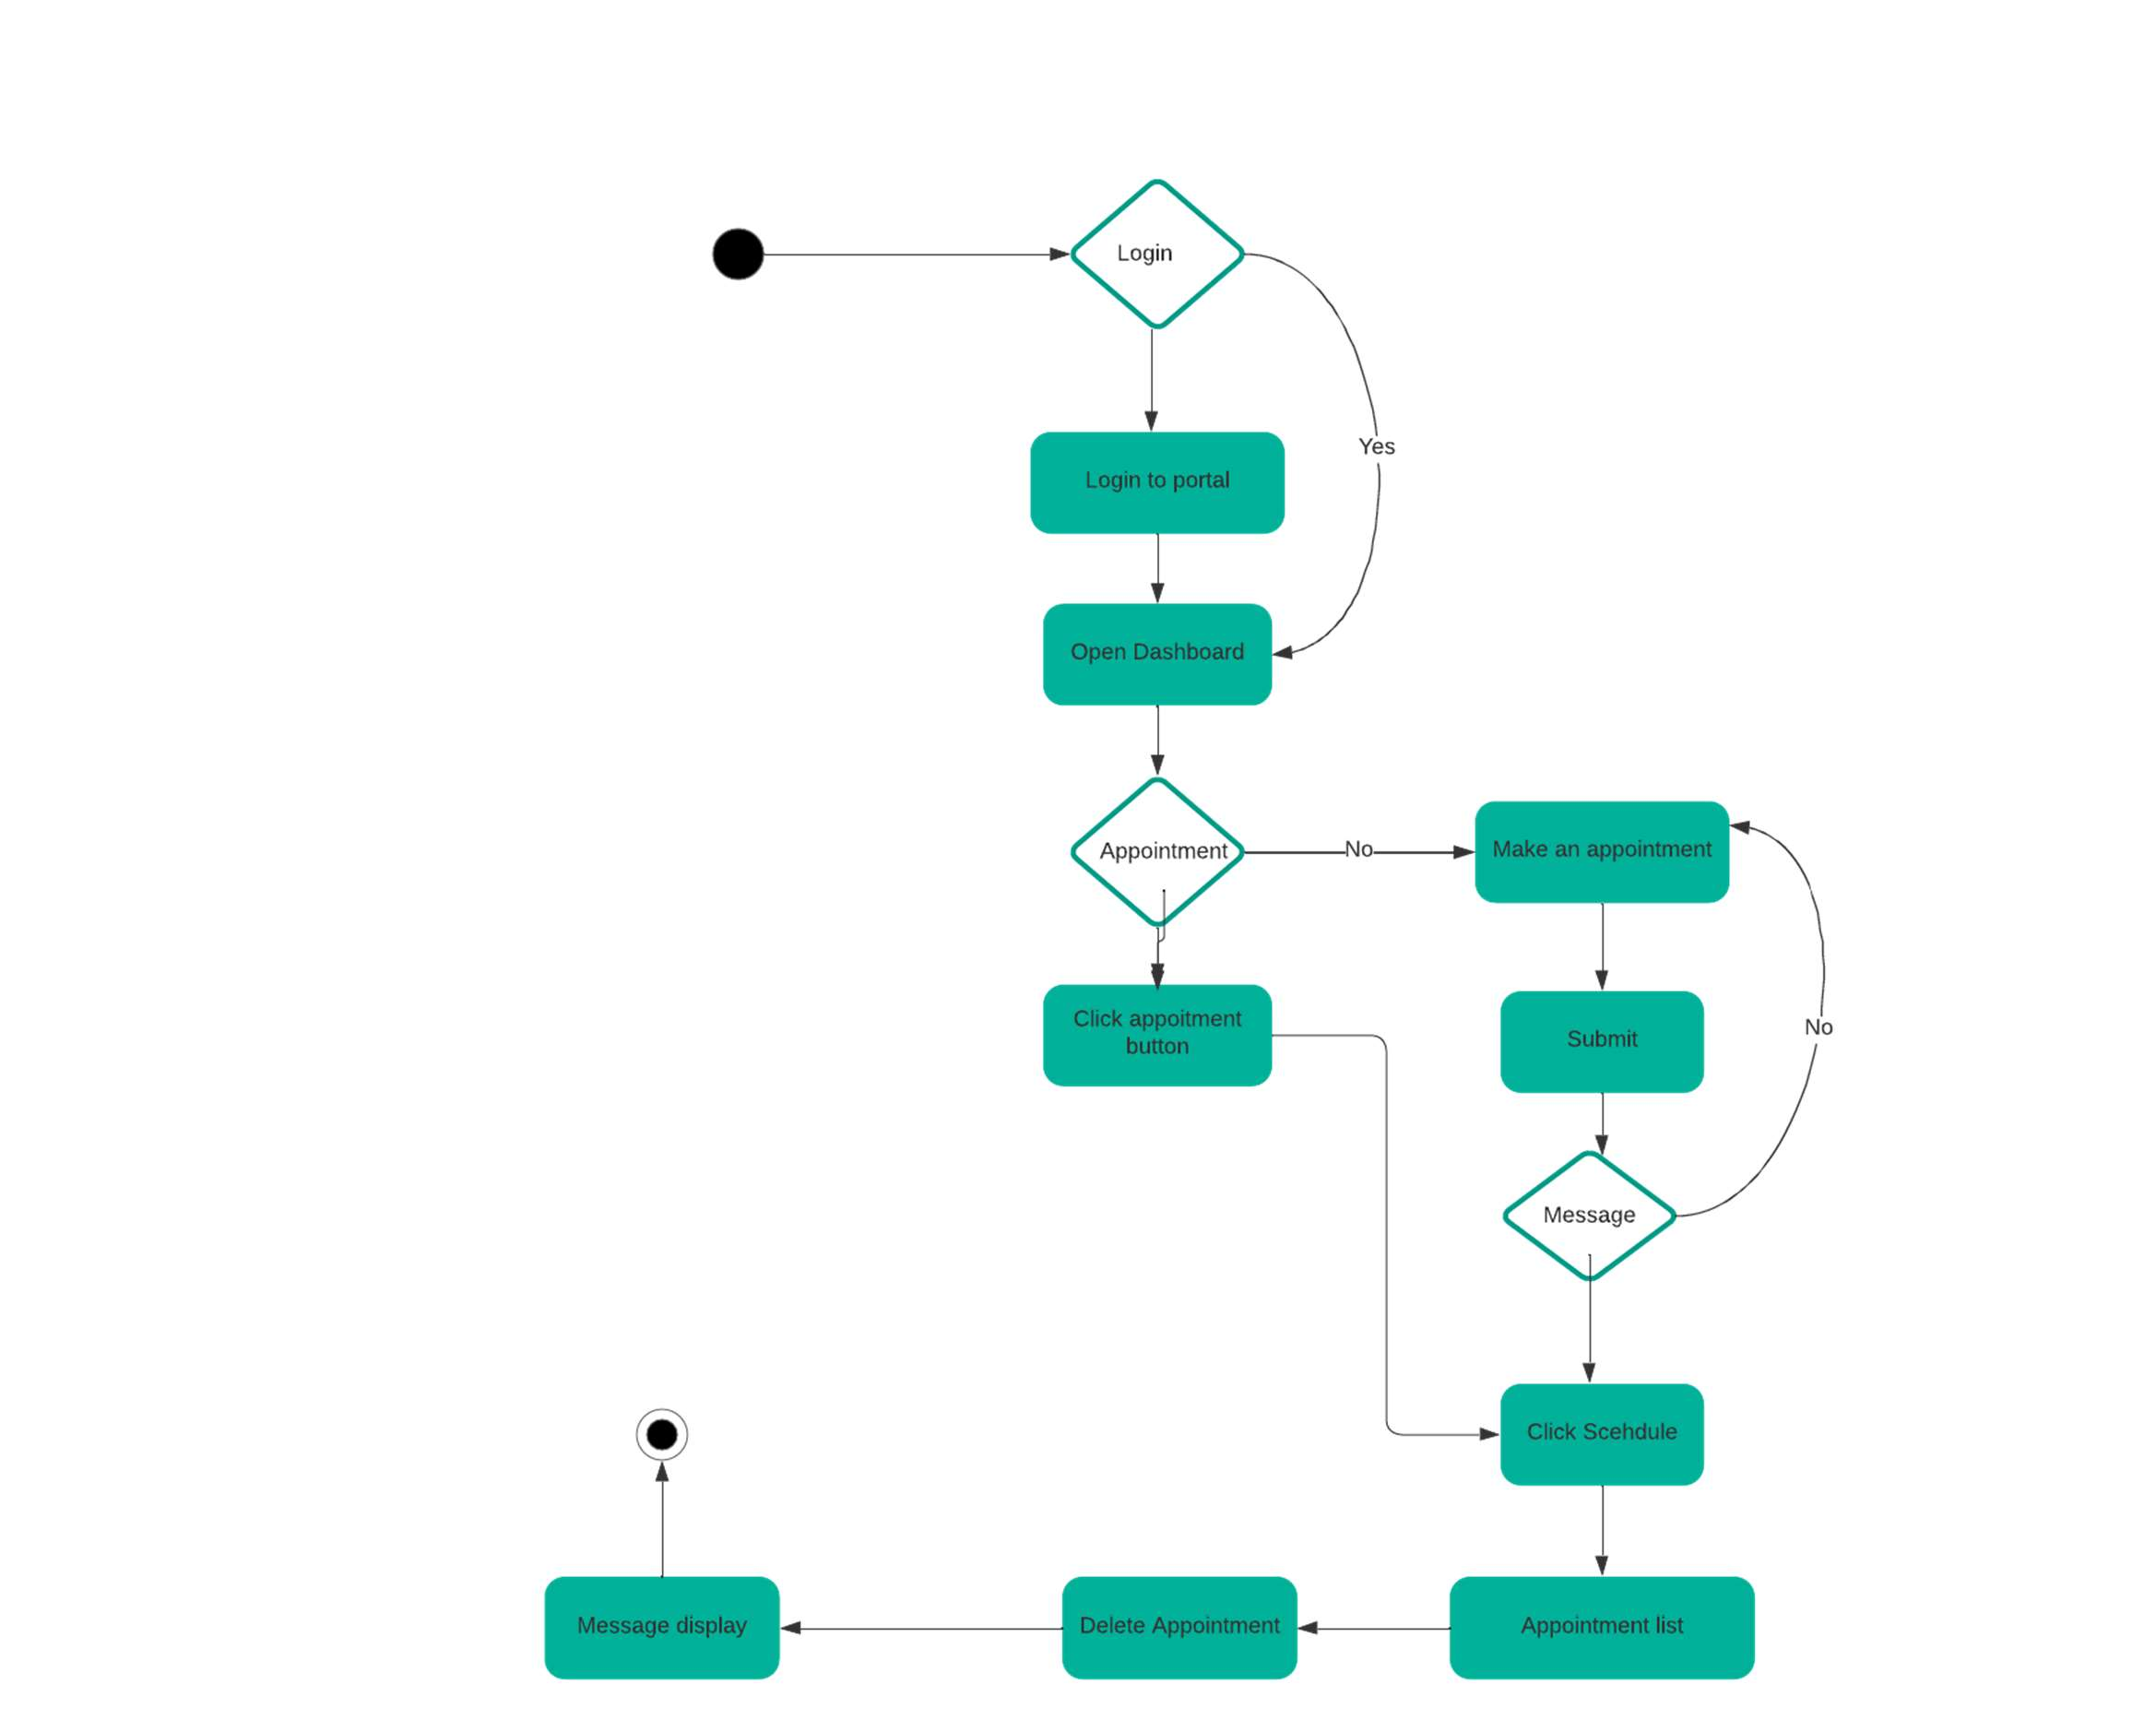 Login
Yes
Login to portal
Open Dashboard
Appointment
No
Make an appointment
Click appoitment
button
Submit
No
Message
Click Scehdule
Message display
Delete Appointment
Appointment list